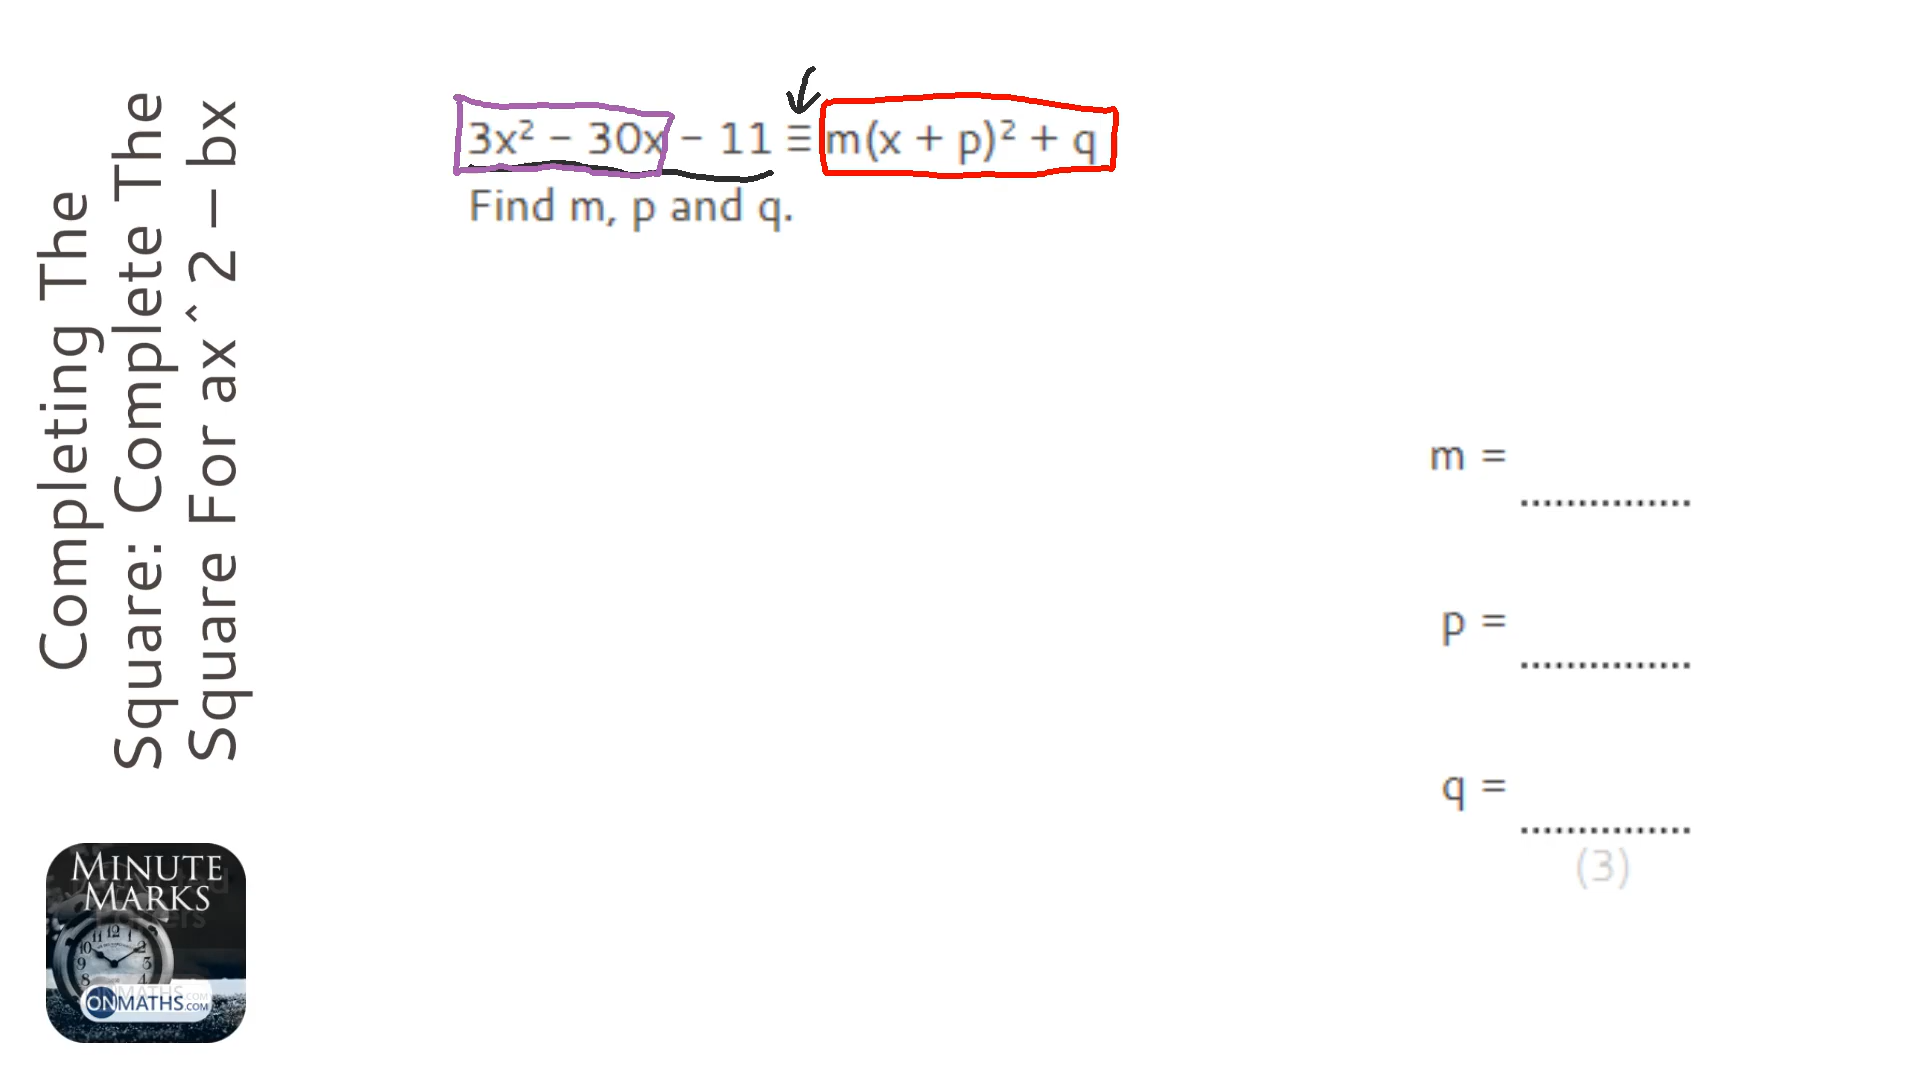 Completing The
Square: Complete The
Square For ax^2 – bx
3x² – 30x – 11 ≡ m(x + p)² + q
Find m, p and q.
m = ...............
p = ...............
q = ...............
(3)
MINUTE
MARKS
ONMATHS.COM